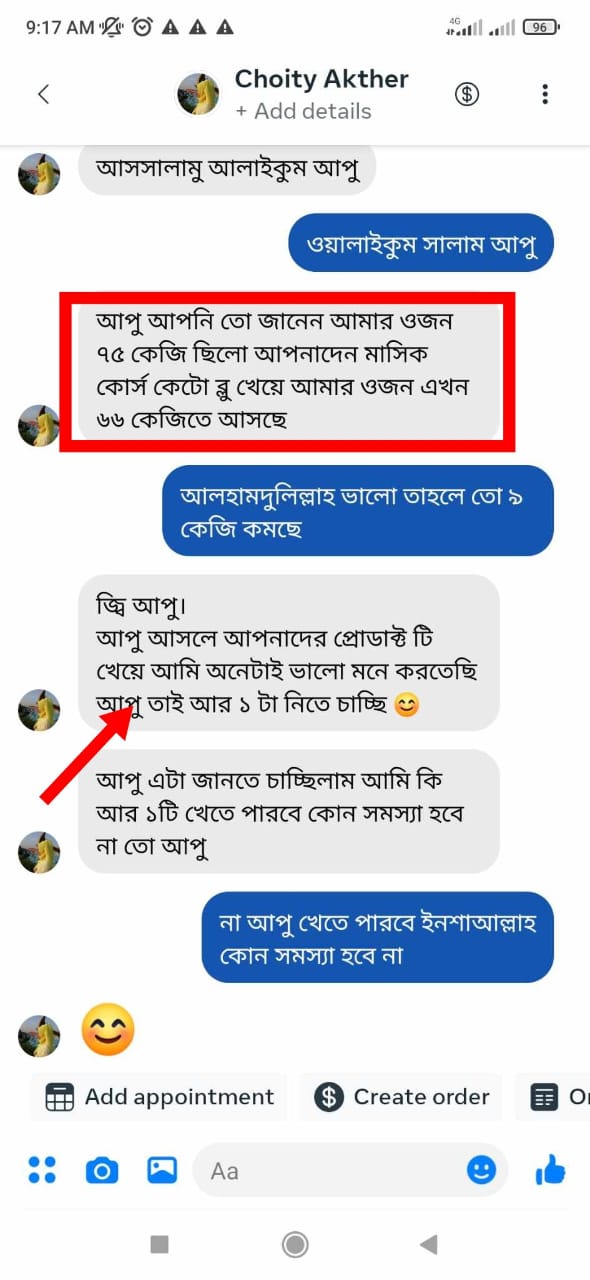 9:17 AM
4G
96
Choity Akther
+ Add details
আসসালামু আলাইকুম আপু
ওয়ালাইকুম সালাম আপু
আপু আপনি তো জানেন আমার ওজন
৭৫ কেজি ছিলো আপনাদেন মাসিক
কোর্স কেটো ব্লু খেয়ে আমার ওজন এখন
৬৬ কেজিতে আসছে
আলহামদুলিল্লাহ ভালো তাহলে তো ৯
কেজি কমছে
জ্বি আপু।
আপু আসলে আপনাদের প্রোডাক্ট টি
খেয়ে আমি অনেটাই ভালো মনে করতেছি
আপু তাই আর ১ টা নিতে চাচ্ছি 😊
আপু এটা জানতে চাচ্ছিলাম আমি কি
আর ১টি খেতে পারবে কোন সমস্যা হবে
না তো আপু
না আপু খেতে পারবে ইনশাআল্লাহ
কোন সমস্যা হবে না
😊
Add appointment
Create order
Or
Aa